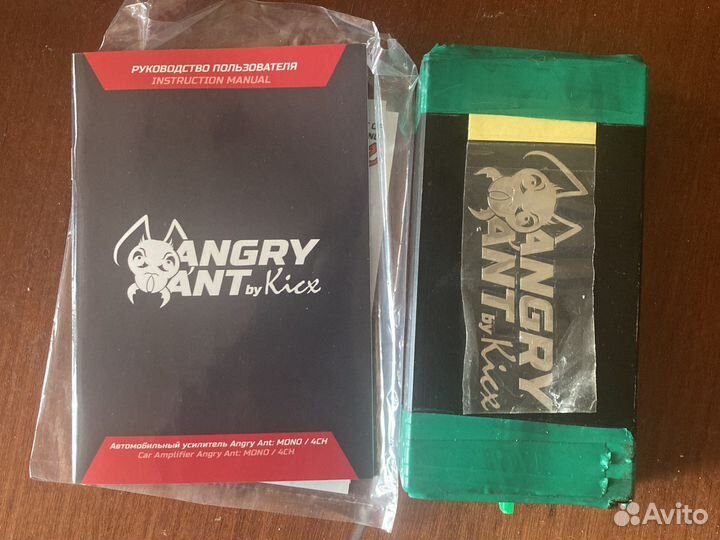 РУКОВОДСТВО ПОЛЬЗОВАТЕЛЯ
INSTRUCTION MANUAL
ANGRY
ANT by Kicx
Автомобильный усилитель Angry Ant: MONO / 4CH
Car Amplifier Angry Ant: MONO / 4CH
ANGRY
ANT by Kicx
Avito